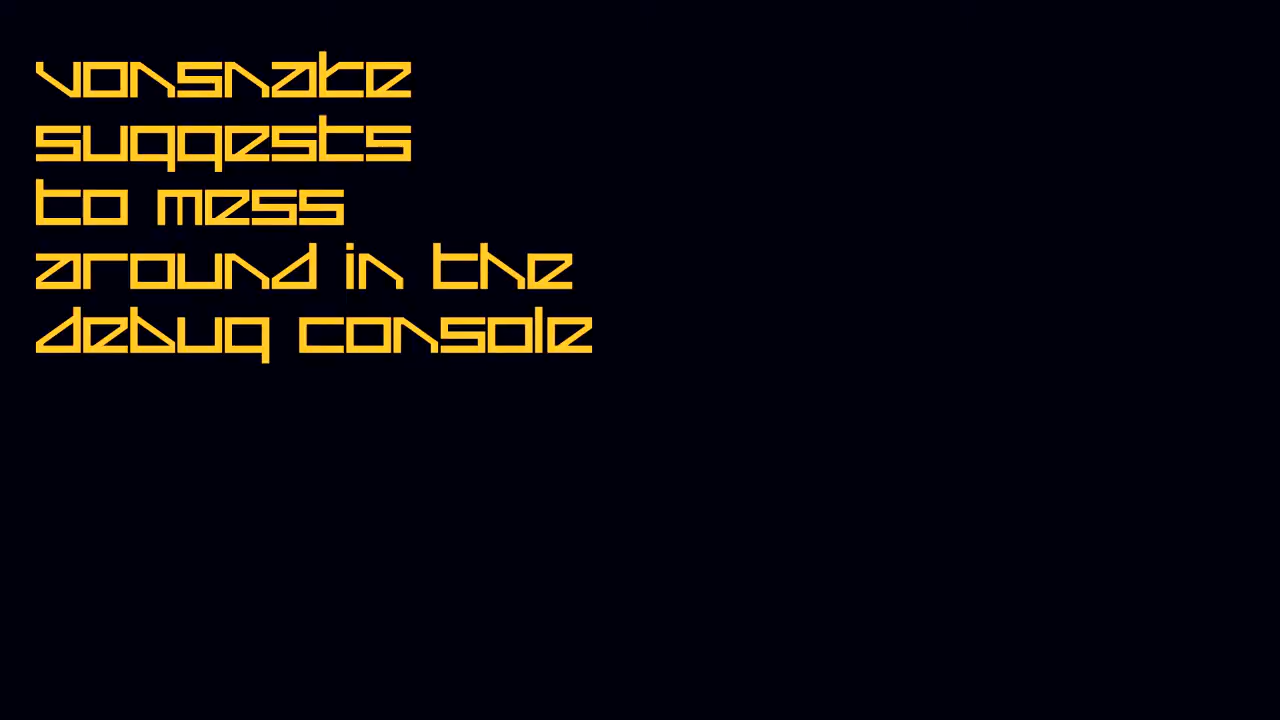 vonsnake
suggests
to mess
around in the
debug console